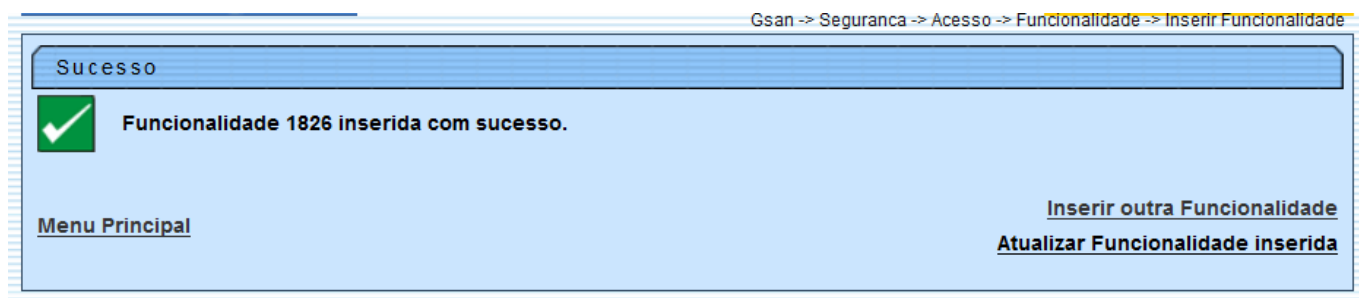 Gsan -> Seguranca -> Acesso -> Funcionalidade -> Inserir Funcionalidade
Sucesso
Funcionalidade 1826 inserida com sucesso.
Inserir outra Funcionalidade
Menu Principal
Atualizar Funcionalidade inserida